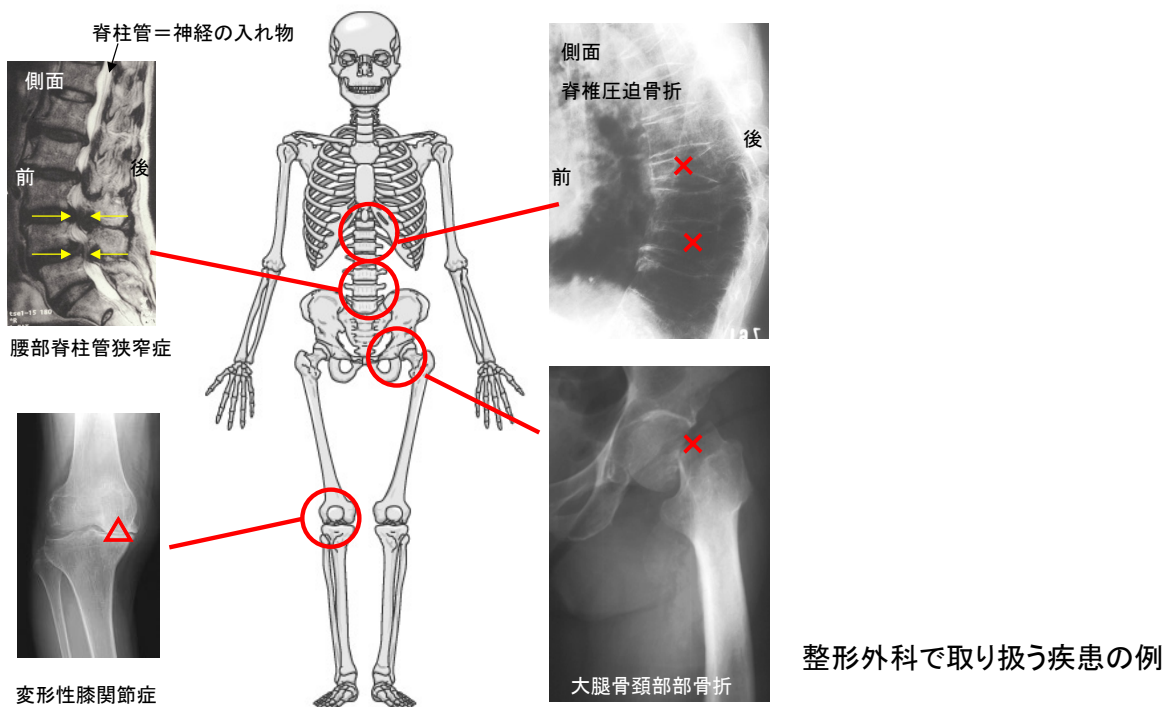 脊柱管＝神経の入れ物
側面
前
後
腰部脊柱管狭窄症
側面
脊椎圧迫骨折
前
後
変形性膝関節症
大腿骨頚部部骨折
整形外科で取り扱う疾患の例